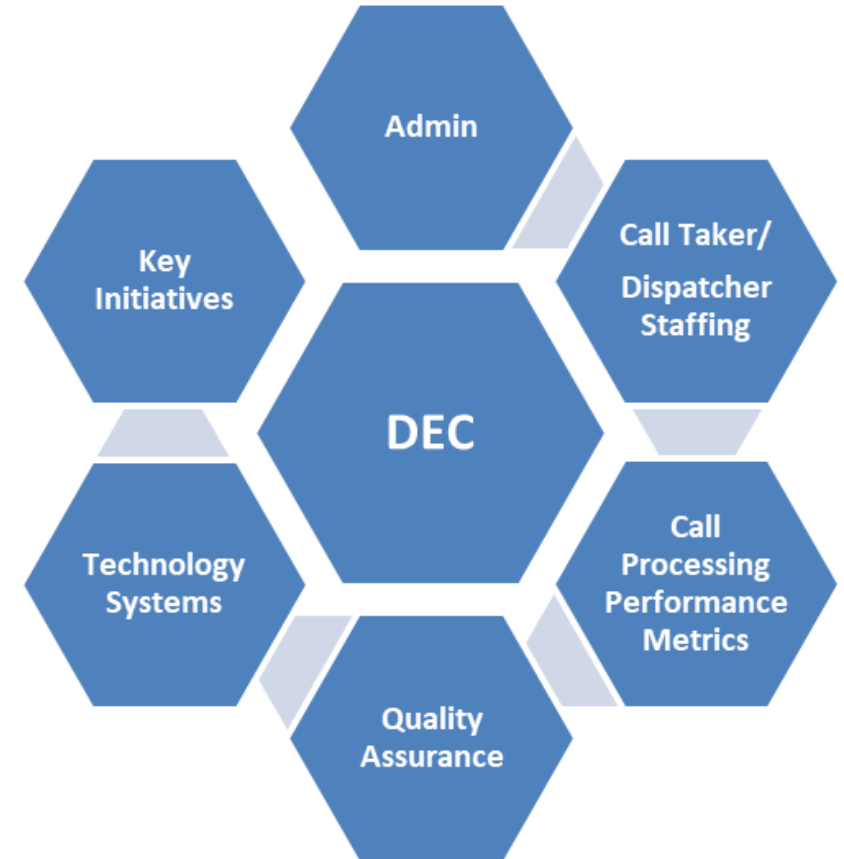 Admin
Call Taker/
Dispatcher
Staffing
Key
Initiatives
DEC
Call
Processing
Performance
Metrics
Technology
Systems
Quality
Assurance